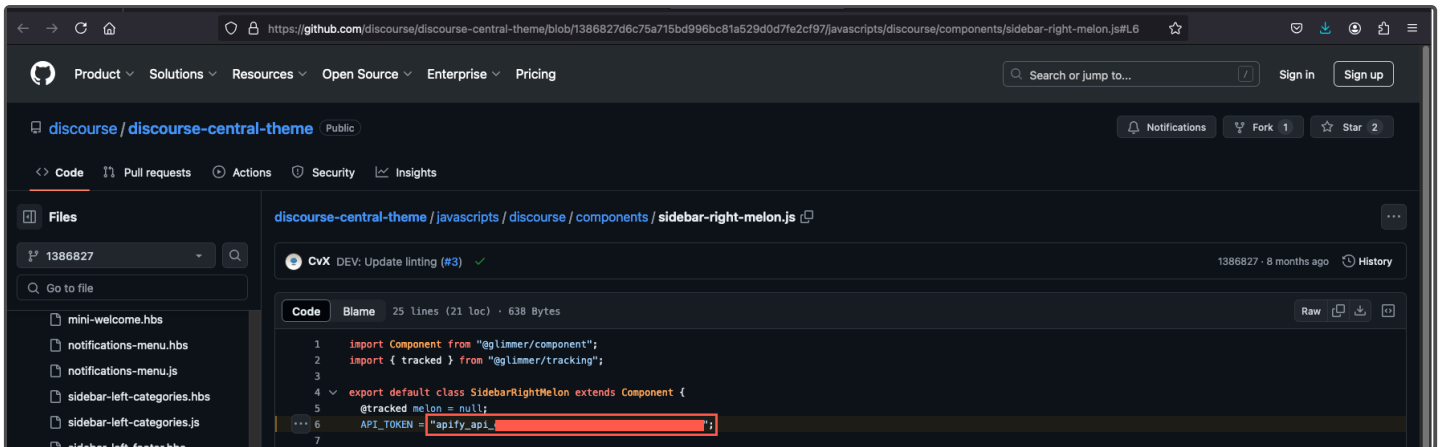 https://github.com/discourse/discourse-central-theme/blob/1386827d6c75a715bd996bc81a529d0d7fe2cf97/javascripts/discourse/components/sidebar-right-melon.js#L6
Product Solutions Resources Open Source Enterprise Pricing Search or jump to... / Sign in Sign up
discourse / discourse-central-theme Public Notifications Fork 1 Star 2
Code Pull requests Actions Security Insights
Files discourse-central-theme / javascripts / discourse / components / sidebar-right-melon.js
1386827
CvX DEV: Update linting (#3) 1386827 · 8 months ago History
Go to file
Code Blame 25 lines (21 loc) · 638 Bytes Raw
mini-welcome.hbs
notifications-menu.hbs
notifications-menu.js
sidebar-left-categories.hbs
sidebar-left-categories.js
sidebar-left-footer.hbs
1 import Component from "@glimmer/component";
2 import { tracked } from "@glimmer/tracking";
3
4 export default class SidebarRightMelon extends Component {
5 @tracked melon = null;
6 API_TOKEN = "apify_api_ ";
7